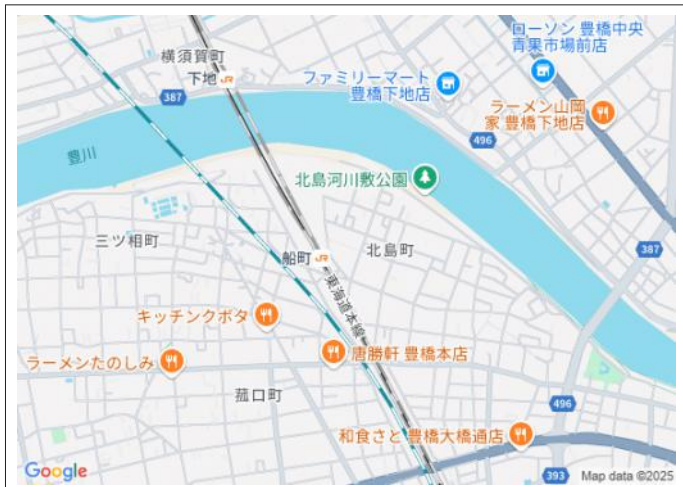 ローソン 豊橋中央
青果市場前店
横須賀町
下地 JR
ファミリーマート
豊橋下地店
387
ラーメン山岡
家 豊橋下地店
496
豊川
北島河川敷公園
三ツ相町
北島町
387
船町 JR
東海道本線
キッチンクボタ
唐勝軒 豊橋本店
ラーメンたのしみ
菰口町
496
和食さと 豊橋大橋通店
Google
393
Map data ©2025